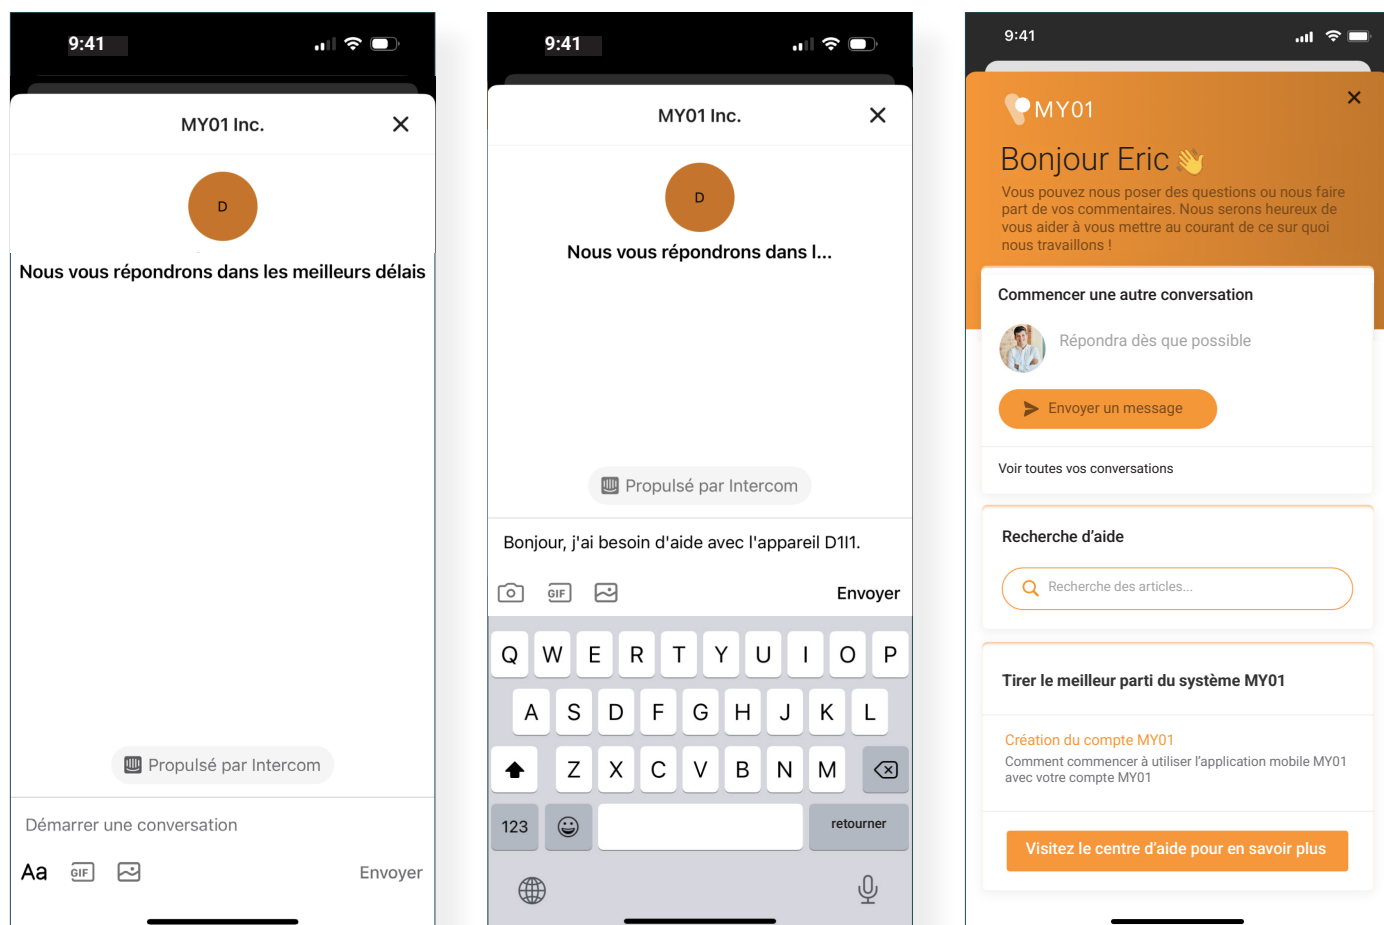 9:41
MY01 Inc.
D
Nous vous répondrons dans les meilleurs délais
Propulsé par Intercom
Démarrer une conversation
Aa
GIF
Envoyer
9:41
MY01 Inc.
D
Nous vous répondrons dans l...
Propulsé par Intercom
Bonjour, j'ai besoin d'aide avec l'appareil D1I1.
GIF
Envoyer
Q W E R T Y U I O P
A S D F G H J K L
Z X C V B N M
123
retourner
9:41
MY01
Bonjour Eric 👋
Vous pouvez nous poser des questions ou nous faire
part de vos commentaires. Nous serons heureux de
vous aider à vous mettre au courant de ce sur quoi
nous travaillons !
Commencer une autre conversation
Répondra dès que possible
Envoyer un message
Voir toutes vos conversations
Recherche d’aide
Recherche des articles...
Tirer le meilleur parti du système MY01
Création du compte MY01
Comment commencer à utiliser l’application mobile MY01
avec votre compte MY01
Visitez le centre d’aide pour en savoir plus